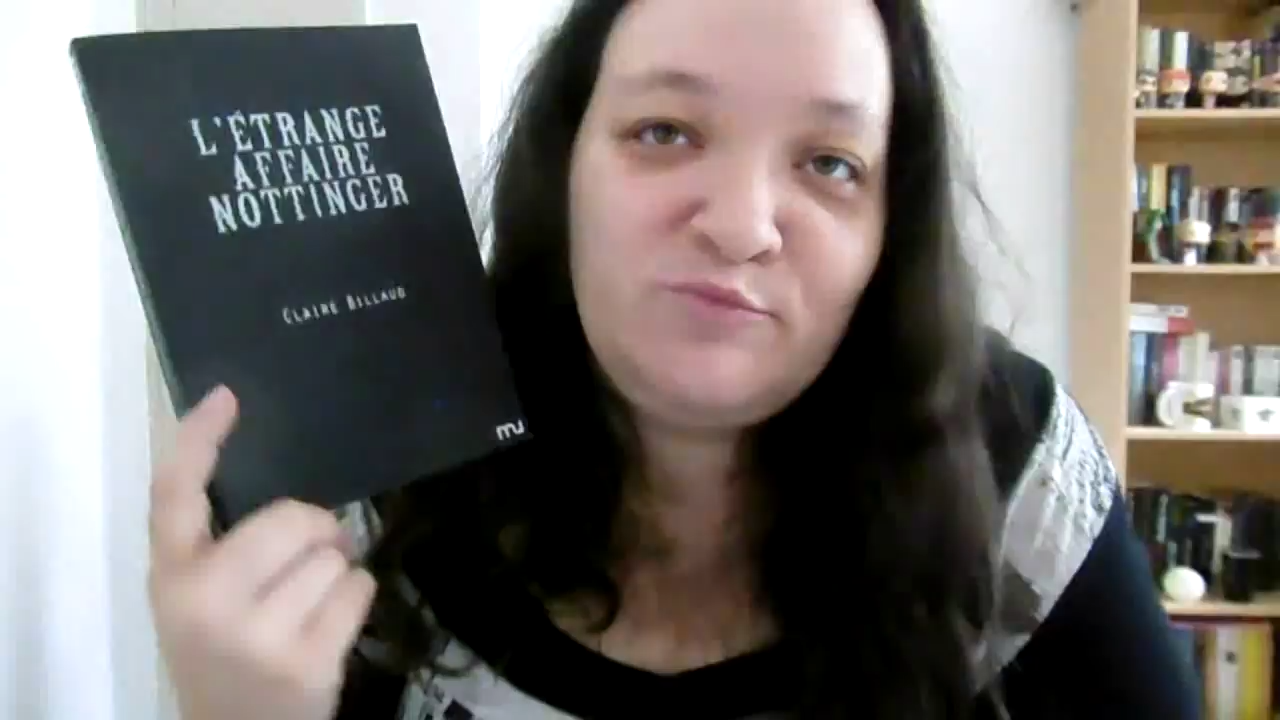 L'ÉTRANGE
AFFAIRE
NOTTINGER
CLAIRE BILLAUD
mu